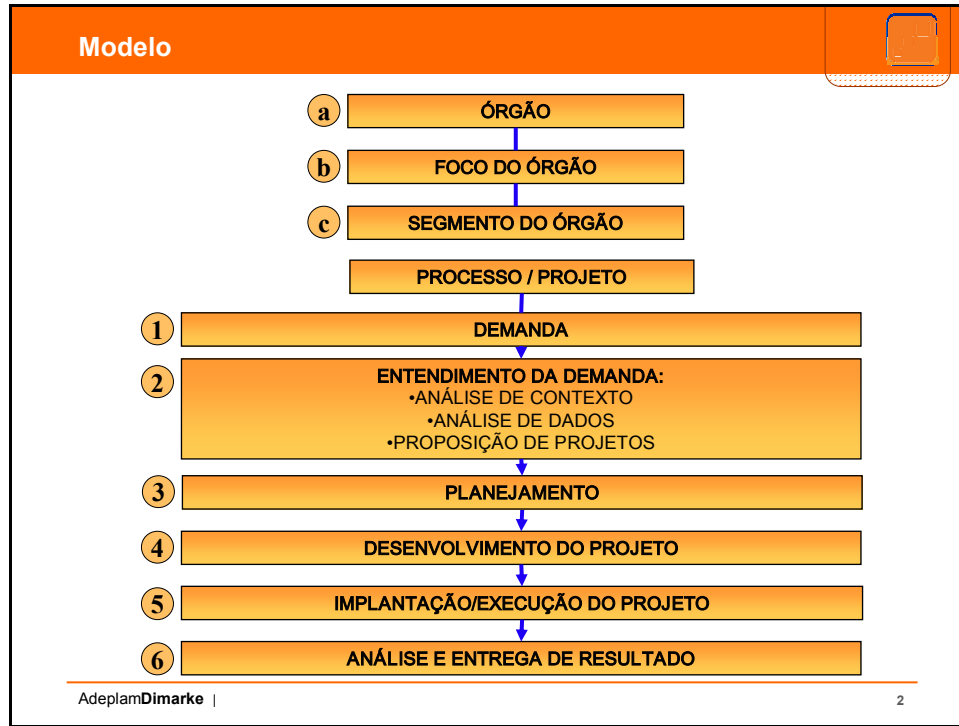 Modelo
a
ÓRGÃO
b
FOCO DO ÓRGÃO
c
SEGMENTO DO ÓRGÃO
PROCESSO / PROJETO
1
DEMANDA
2
ENTENDIMENTO DA DEMANDA:
•ANÁLISE DE CONTEXTO
•ANÁLISE DE DADOS
•PROPOSIÇÃO DE PROJETOS
3
PLANEJAMENTO
4
DESENVOLVIMENTO DO PROJETO
5
IMPLANTAÇÃO/EXECUÇÃO DO PROJETO
6
ANÁLISE E ENTREGA DE RESULTADO
AdeplamDimarke |
2